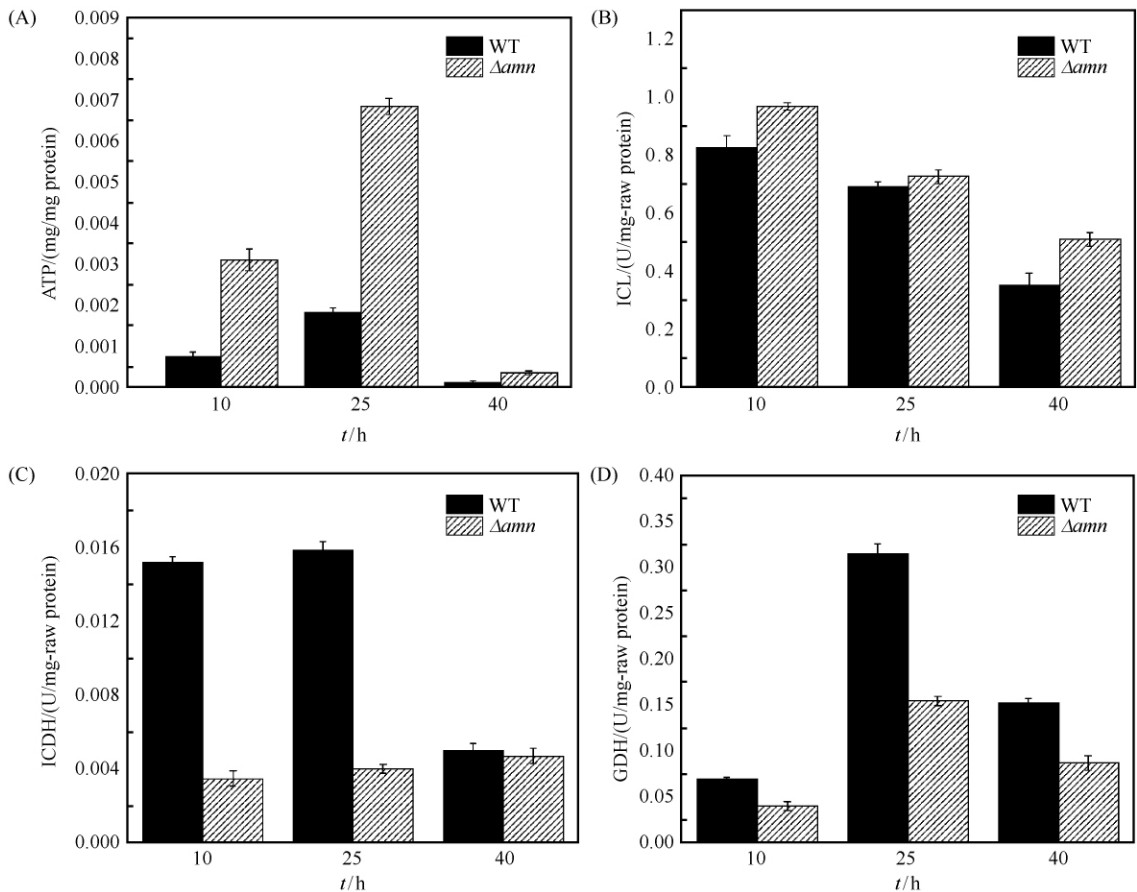 (A)
0.009
0.008
0.007
0.006
0.005
0.003
0.002
0.001
0.000
ATP/(mg/mg protein)
WT
Δamn
10 25 40
t/h
(B)
1.2
1.0
0.8
0.6
0.4
0.2
0.0
ICL/(U/mg-raw protein)
WT
Δamn
10 25 40
t/h
(C)
0.020
0.016
0.012
0.008
0.004
0.000
ICDH/(U/mg-raw protein)
WT
Δamn
10 25 40
t/h
(D)
0.40
0.35
0.30
0.25
0.20
0.15
0.10
0.05
0.00
GDH/(U/mg-raw protein)
WT
Δamn
10 25 40
t/h